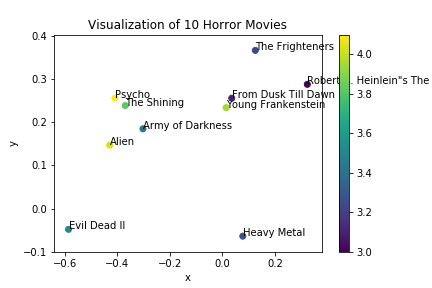 Visualization of 10 Horror Movies
0.4
The Frighteners
4.0
0.3
Robert A. Heinlein"s The
3.8
Psycho
From Dusk Till Dawn
The Shining
Young Frankenstein
0.2
3.6
Army of Darkness
y
Alien
0.1
3.4
0.0
3.2
Evil Dead II
Heavy Metal
−0.1
3.0
−0.6
−0.4
−0.2
0.0
0.2
x